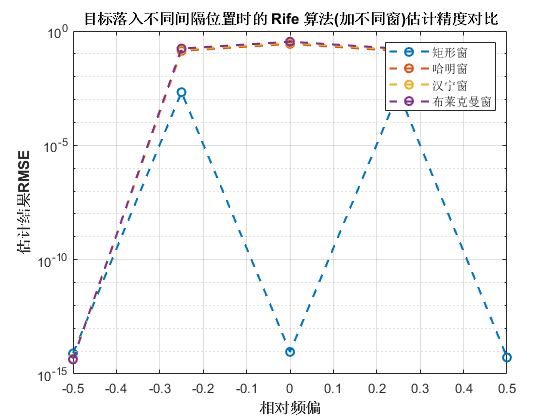 目标落入不同间隔位置时的 Rife 算法(加不同窗)估计精度对比
10^0
10^-5
10^-10
10^-15
估计结果RMSE
矩形窗
哈明窗
汉宁窗
布莱克曼窗
-0.5 -0.4 -0.3 -0.2 -0.1 0 0.1 0.2 0.3 0.4 0.5
相对频偏